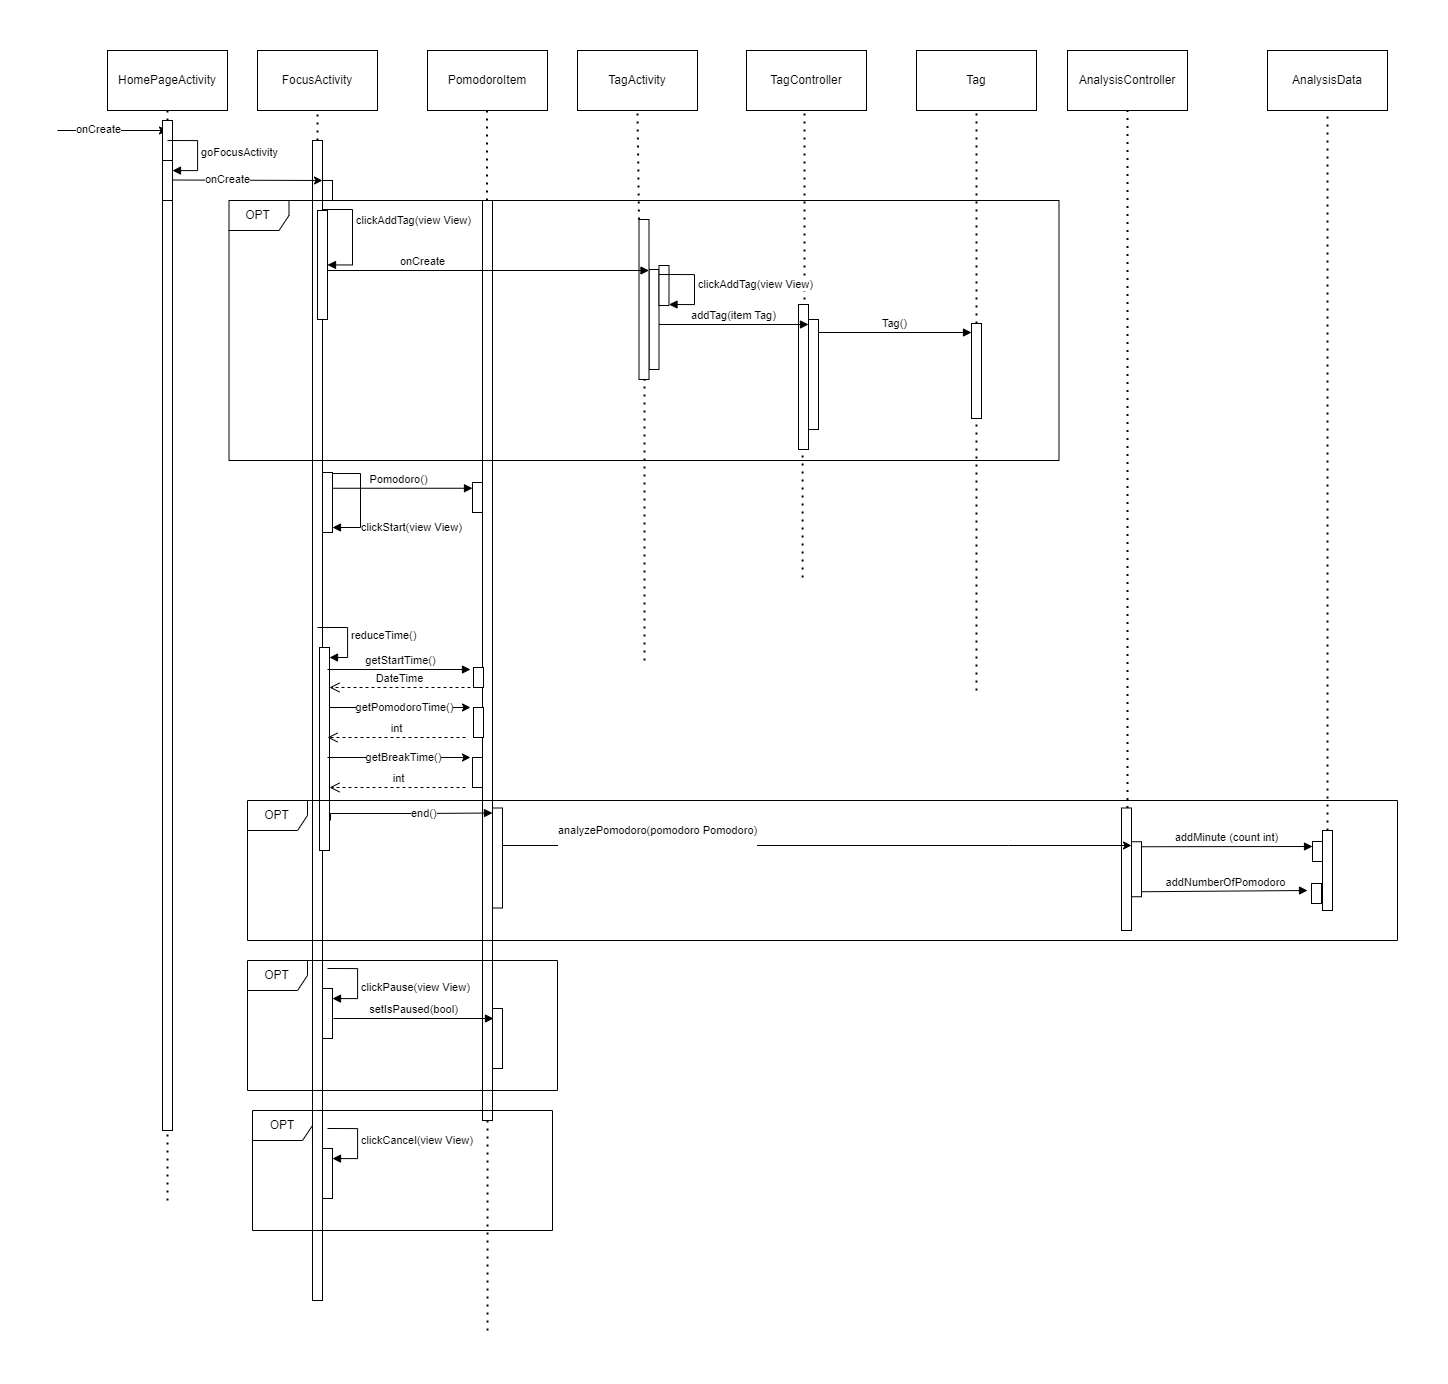 HomePageActivity
FocusActivity
PomodoroItem
TagActivity
TagController
Tag
AnalysisController
AnalysisData
onCreate
goFocusActivity
onCreate
OPT
clickAddTag(view View)
onCreate
clickAddTag(view View)
addTag(item Tag)
Tag()
Pomodoro()
clickStart(view View)
reduceTime()
getStartTime()
DateTime
getPomodoroTime()
int
getBreakTime()
int
OPT
end()
analyzePomodoro(pomodoro Pomodoro)
addMinute (count int)
addNumberOfPomodoro
OPT
clickPause(view View)
setIsPaused(bool)
OPT
clickCancel(view View)